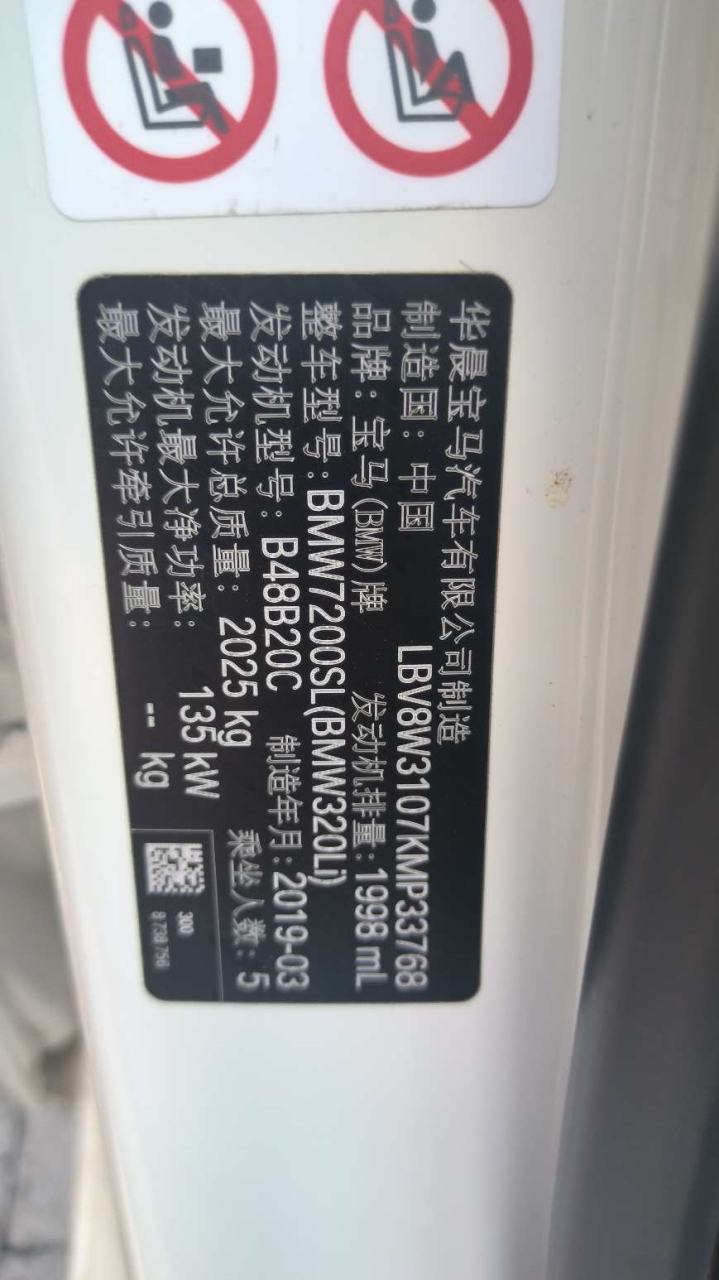 华晨宝马汽车有限公司制造
制造国：中国 LBV8W3107KMP33768
品牌：宝马(BMW)牌 发动机排量：1998 mL
整车型号：BMW7200SL(BMW320Li)
发动机型号：B48B20C 制造年月：2019-03
最大允许总质量：2025 kg 乘坐人数：5
发动机最大净功率：135 kW
最大允许牵引质量：-- kg
300
8 738 756